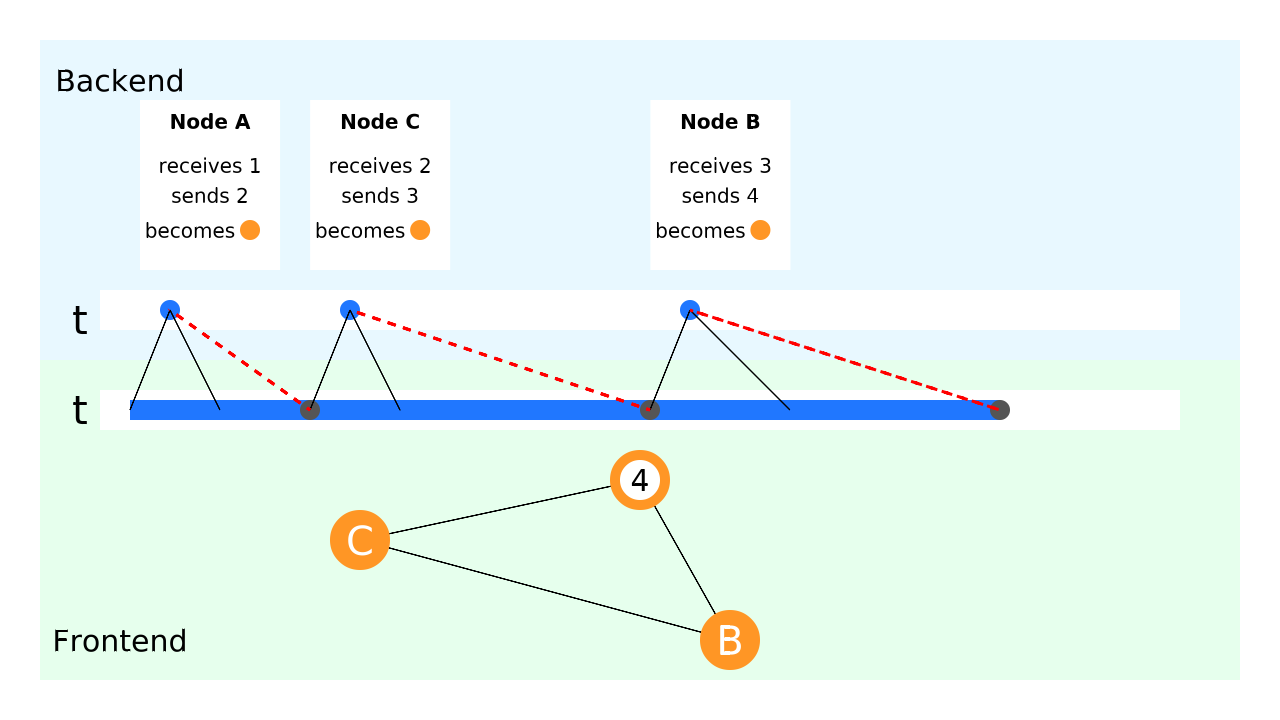 Backend
Node A
receives 1
sends 2
becomes
Node C
receives 2
sends 3
becomes
Node B
receives 3
sends 4
becomes
t
t
4
C
B
Frontend